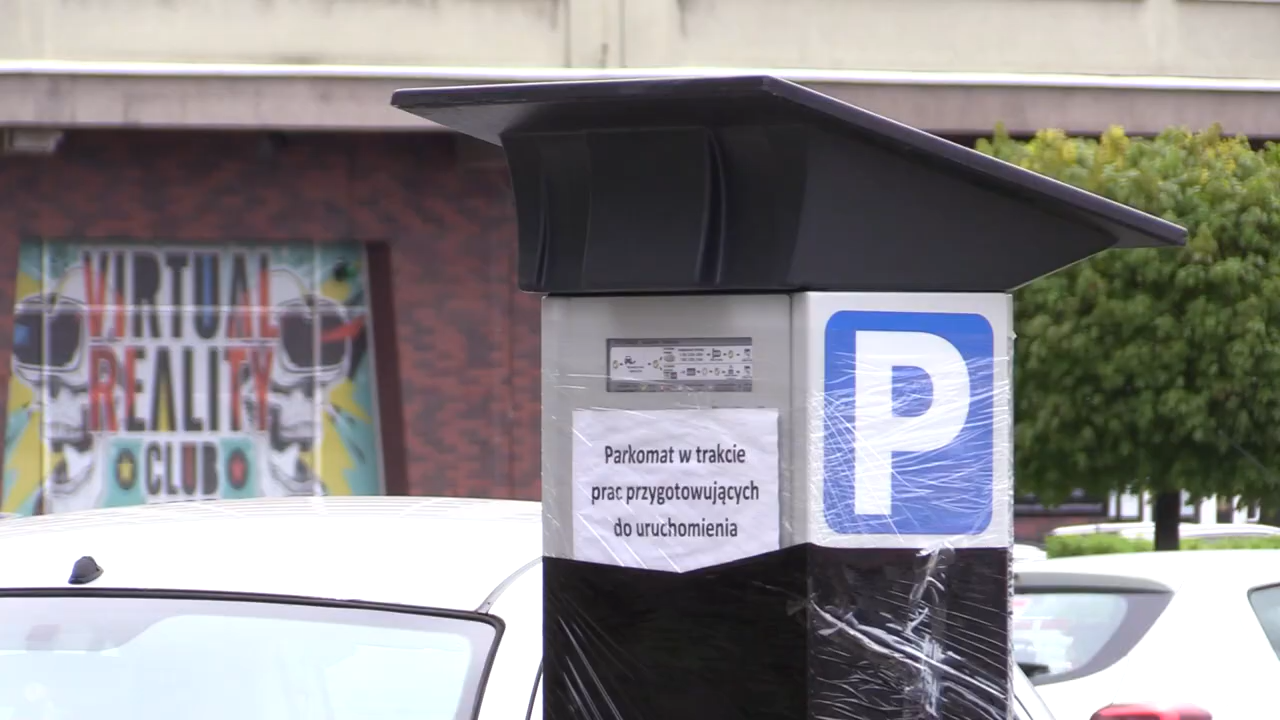 VIRTUAL
REALITY
CLUB
P
Parkomat w trakcie
prac przygotowujących
do uruchomienia